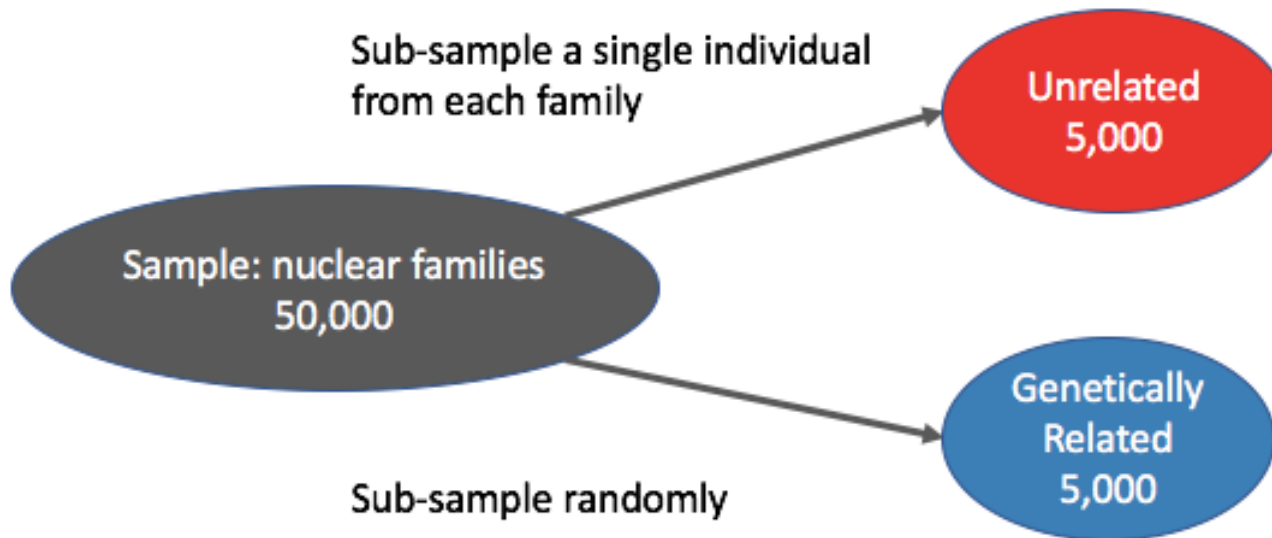 Sub-sample a single individual
from each family
Unrelated
5,000
Sample: nuclear families
50,000
Genetically
Related
5,000
Sub-sample randomly